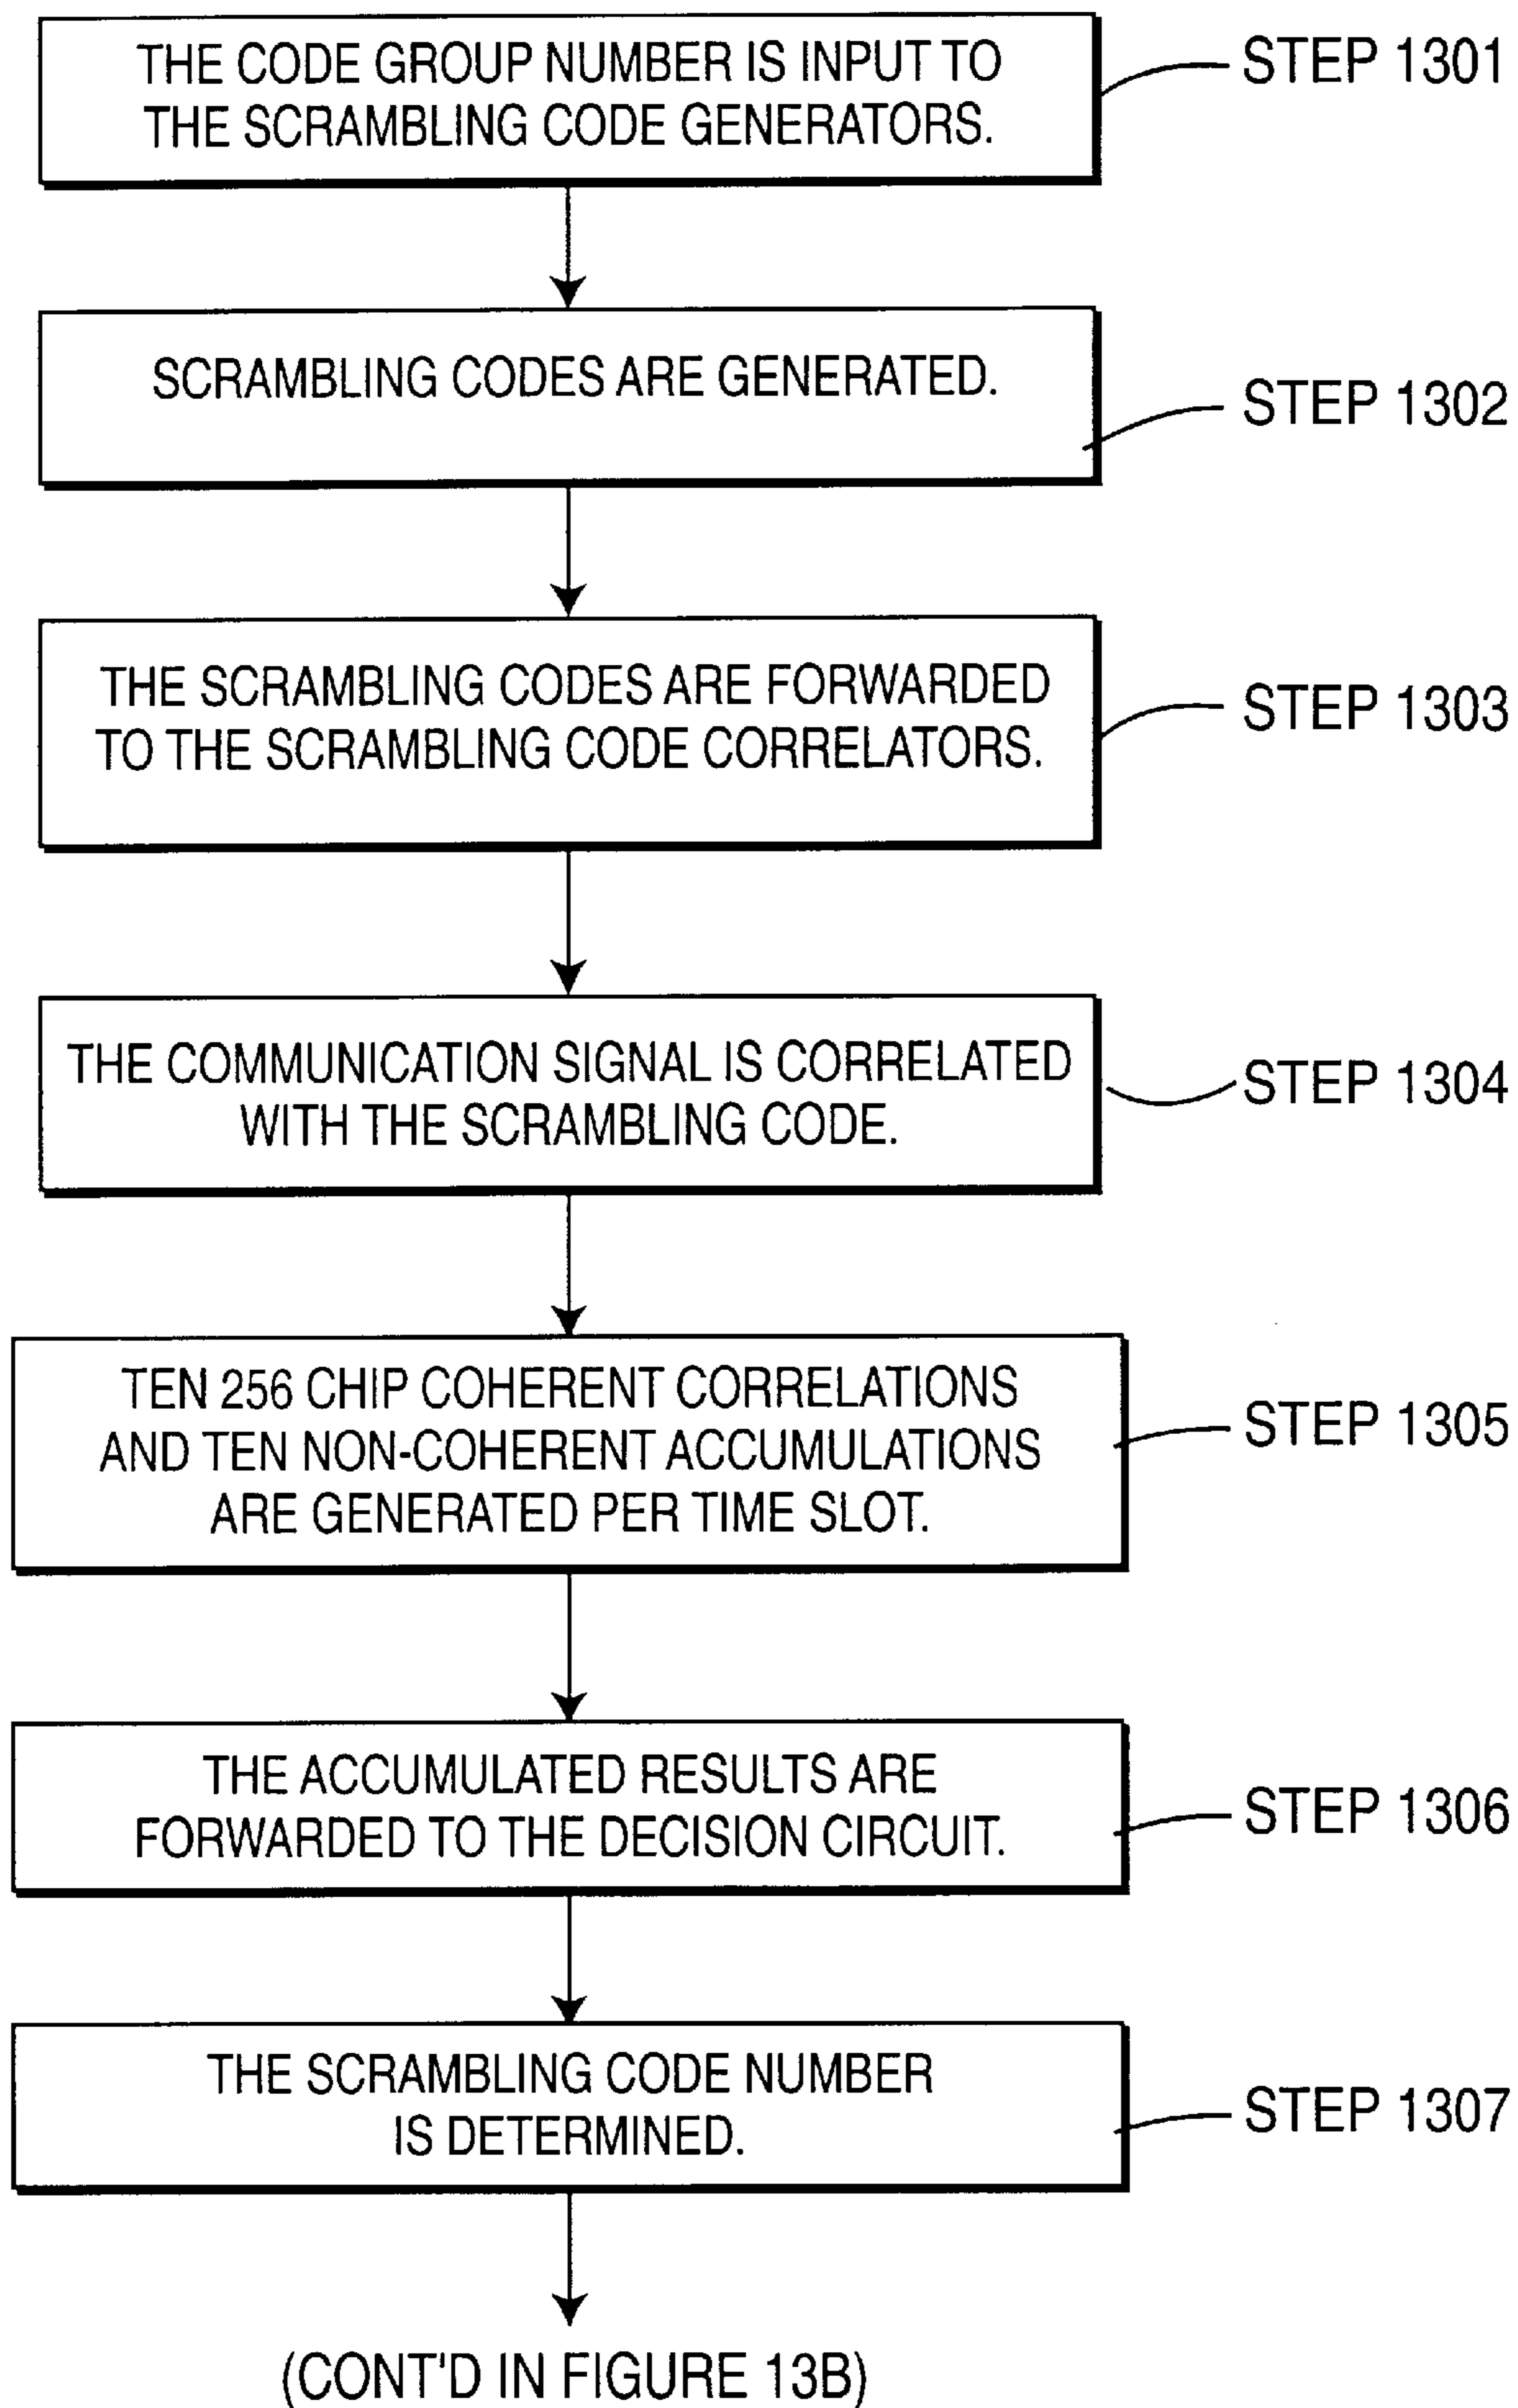 THE CODE GROUP NUMBER IS INPUT TO
THE SCRAMBLING CODE GENERATORS.
STEP 1301
SCRAMBLING CODES ARE GENERATED.
STEP 1302
THE SCRAMBLING CODES ARE FORWARDED
TO THE SCRAMBLING CODE CORRELATORS.
STEP 1303
THE COMMUNICATION SIGNAL IS CORRELATED
WITH THE SCRAMBLING CODE.
STEP 1304
TEN 256 CHIP COHERENT CORRELATIONS
AND TEN NON-COHERENT ACCUMULATIONS
ARE GENERATED PER TIME SLOT.
STEP 1305
THE ACCUMULATED RESULTS ARE
FORWARDED TO THE DECISION CIRCUIT.
STEP 1306
THE SCRAMBLING CODE NUMBER
IS DETERMINED.
STEP 1307
(CONT'D IN FIGURE 13B)